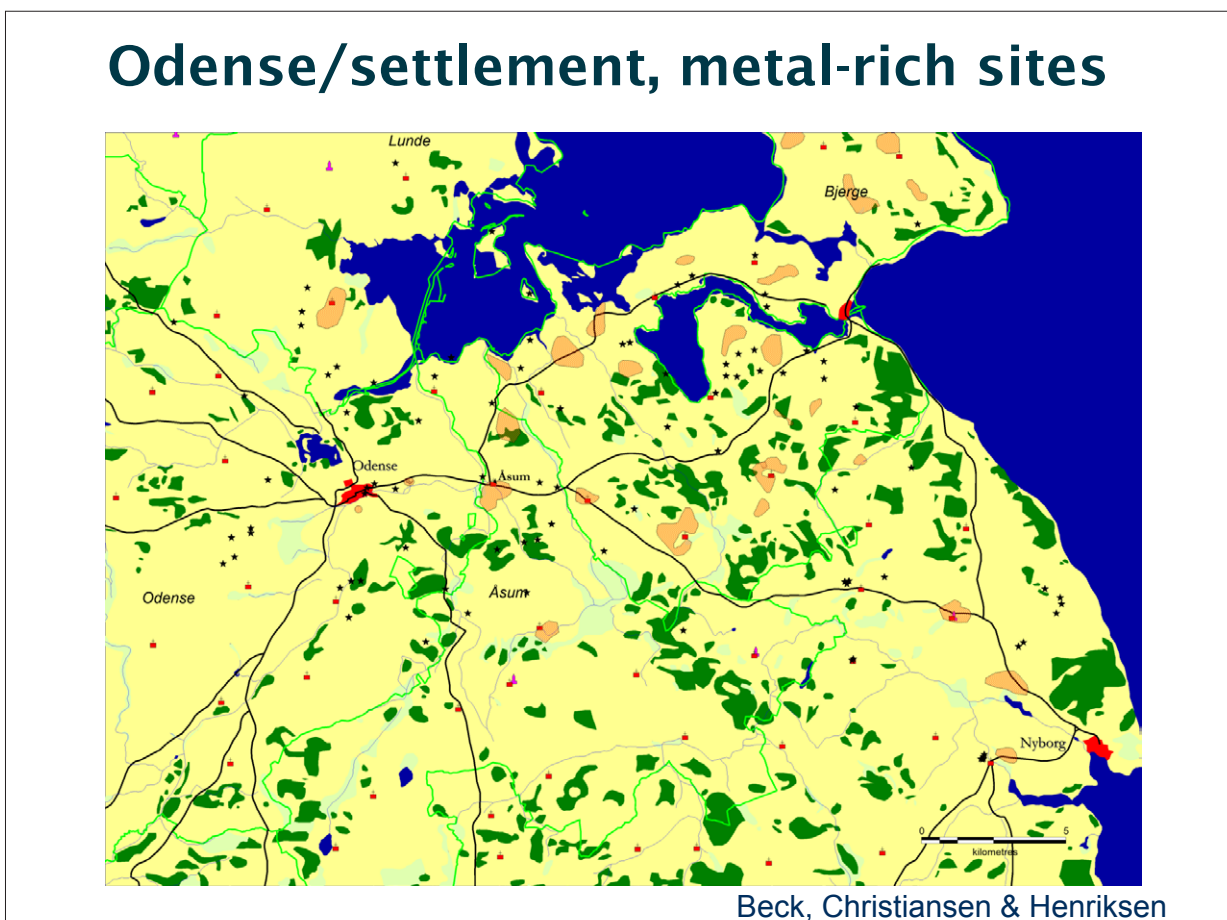 Odense/settlement, metal-rich sites
Lunde
Bjerge
Odense
Åsum
Odense
Åsum
Nyborg
0 5
kilometres
Beck, Christiansen & Henriksen